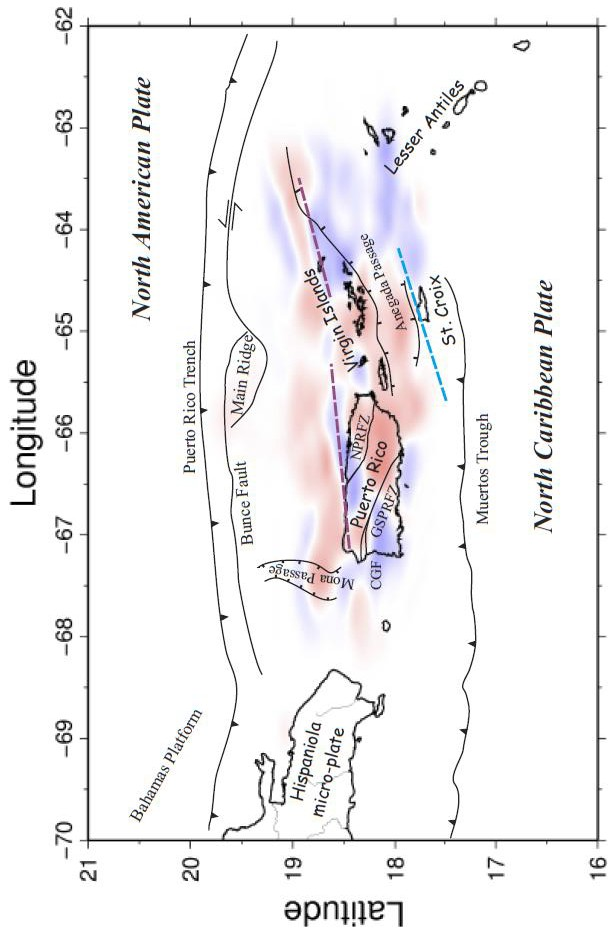 Longitude
-70
-69
-68
-67
-66
-65
-64
-63
-62
Latitude
21
20
19
18
17
16
North American Plate
Bahamas Platform
Puerto Rico Trench
Bunce Fault
Main Ridge
Mona Passage
Hispaniola
micro-plate
Virgin Islands
Anegada Passage
Lesser Antiles
NPRFZ
Puerto Rico
GSPRFZ
CGF
St. Croix
Muertos Trough
North Caribbean Plate